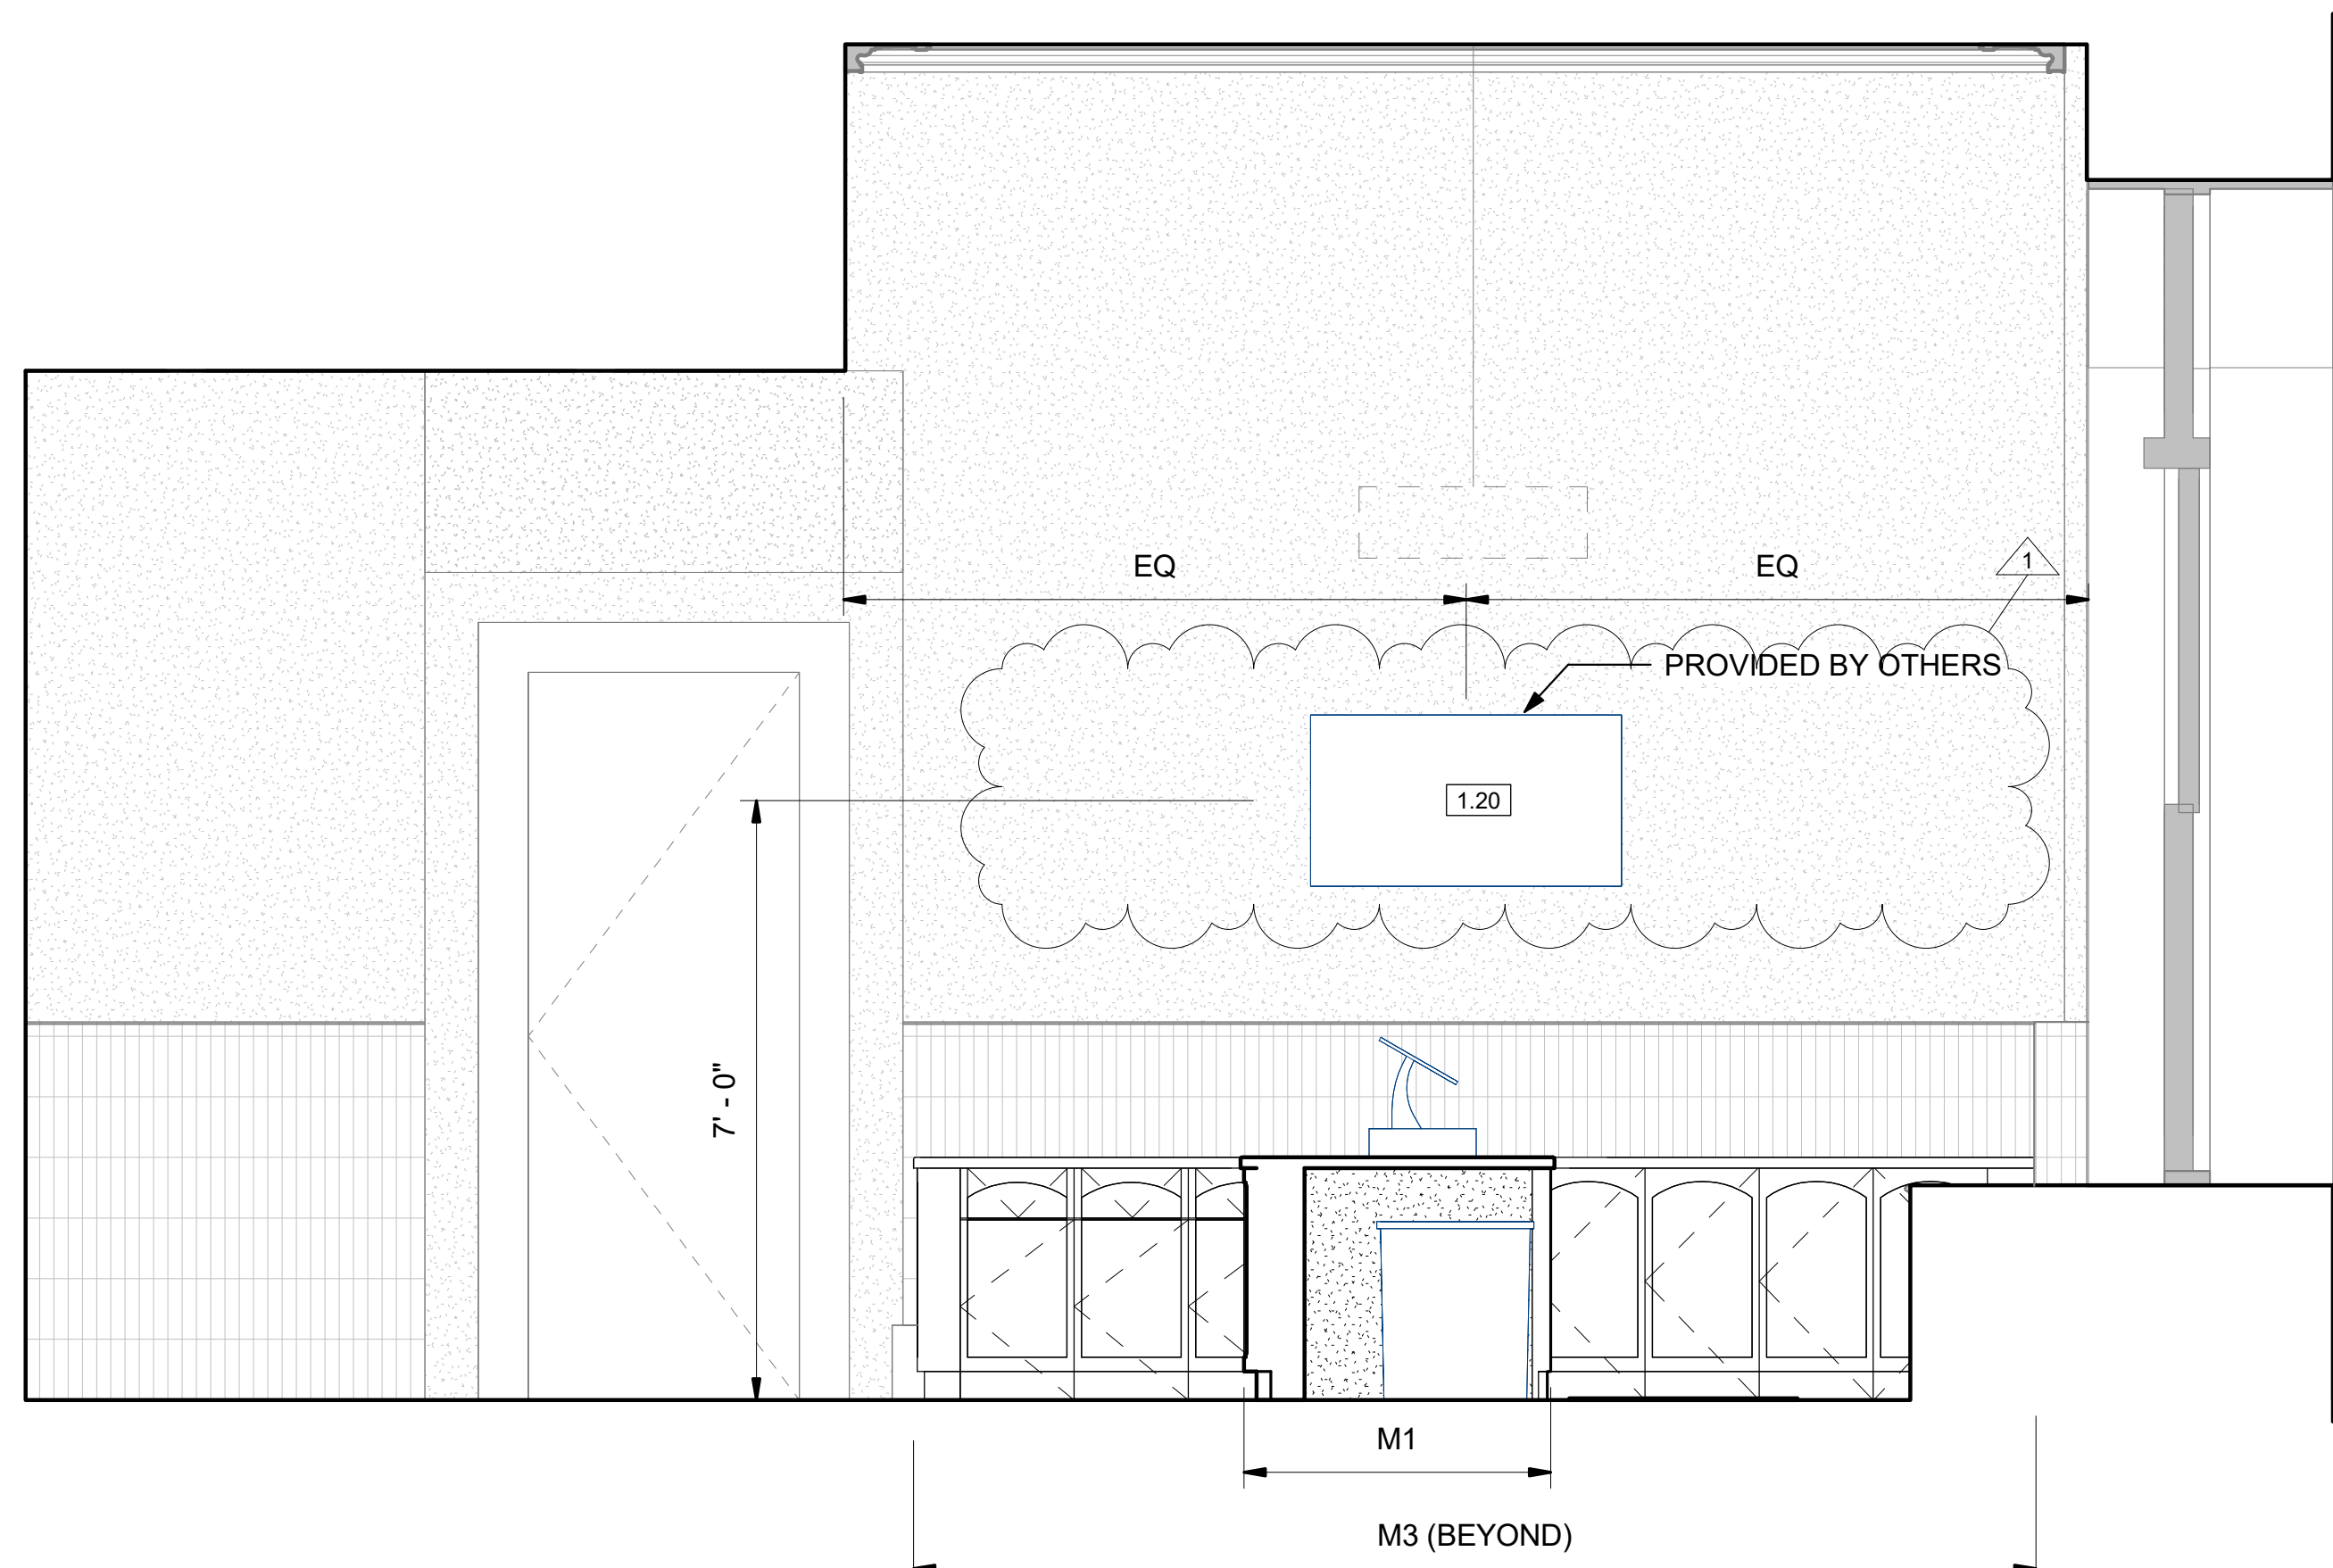 EQ
EQ
1
PROVIDED BY OTHERS
1.20
7' - 0"
M1
M3 (BEYOND)